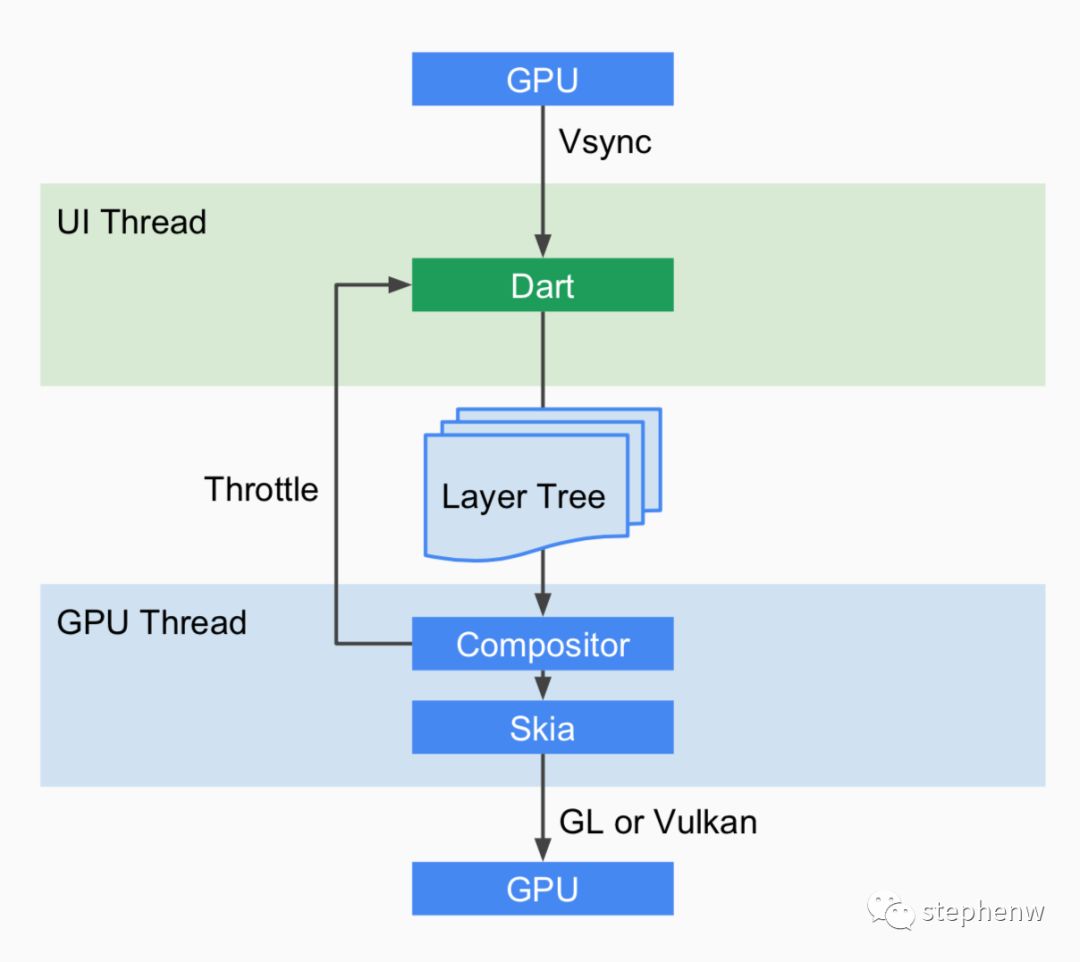 GPU
Vsync
UI Thread
Dart
Throttle
Layer Tree
GPU Thread
Compositor
Skia
GL or Vulkan
GPU
stephenw